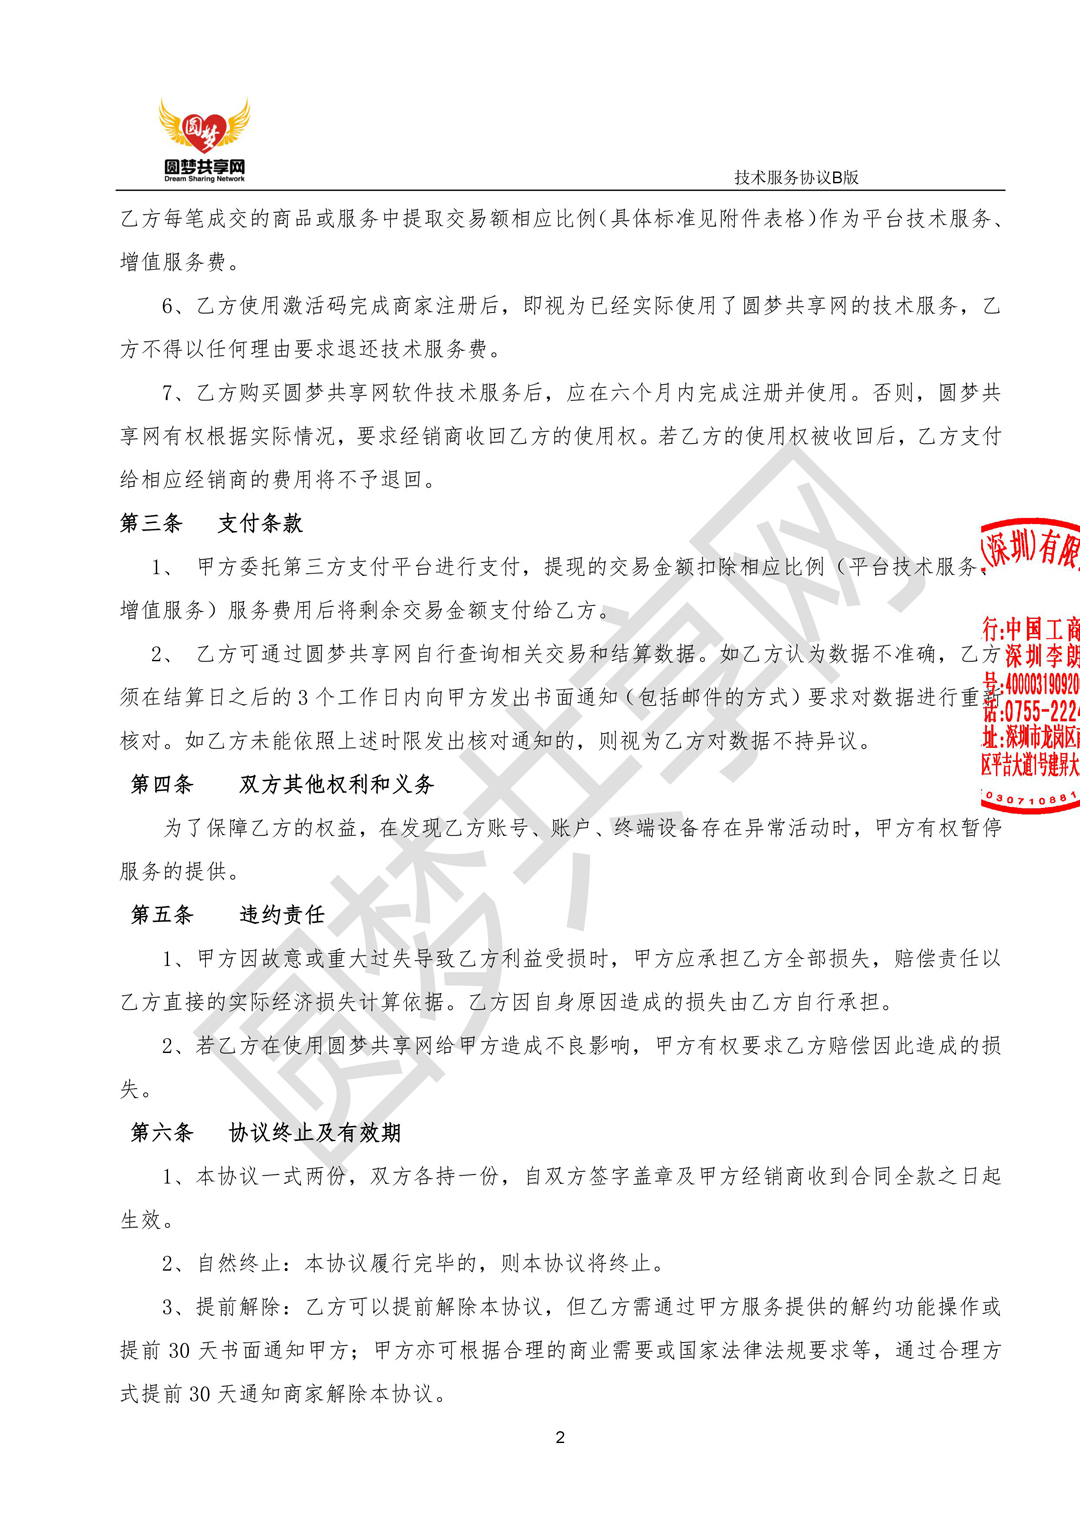 圆梦
圆梦共享网
Dream Sharing Network
技术服务协议B版
乙方每笔成交的商品或服务中提取交易额相应比例(具体标准见附件表格)作为平台技术服务、
增值服务费。
6、乙方使用激活码完成商家注册后，即视为已经实际使用了圆梦共享网的技术服务，乙
方不得以任何理由要求退还技术服务费。
7、乙方购买圆梦共享网软件技术服务后，应在六个月内完成注册并使用。否则，圆梦共
享网有权根据实际情况，要求经销商收回乙方的使用权。若乙方的使用权被收回后，乙方支付
给相应经销商的费用将不予退回。
第三条 支付条款
1、 甲方委托第三方支付平台进行支付，提现的交易金额扣除相应比例（平台技术服务、
增值服务）服务费用后将剩余交易金额支付给乙方。
2、 乙方可通过圆梦共享网自行查询相关交易和结算数据。如乙方认为数据不准确，乙方
须在结算日之后的3个工作日内向甲方发出书面通知（包括邮件的方式）要求对数据进行重新
核对。如乙方未能依照上述时限发出核对通知的，则视为乙方对数据不持异议。
第四条 双方其他权利和义务
为了保障乙方的权益，在发现乙方账号、账户、终端设备存在异常活动时，甲方有权暂停
服务的提供。
第五条 违约责任
1、甲方因故意或重大过失导致乙方利益受损时，甲方应承担乙方全部损失，赔偿责任以
乙方直接的实际经济损失计算依据。乙方因自身原因造成的损失由乙方自行承担。
2、若乙方在使用圆梦共享网给甲方造成不良影响，甲方有权要求乙方赔偿因此造成的损
失。
第六条 协议终止及有效期
1、本协议一式两份，双方各持一份，自双方签字盖章及甲方经销商收到合同全款之日起
生效。
2、自然终止：本协议履行完毕的，则本协议将终止。
3、提前解除：乙方可以提前解除本协议，但乙方需通过甲方服务提供的解约功能操作或
提前30天书面通知甲方；甲方亦可根据合理的商业需要或国家法律法规要求等，通过合理方
式提前30天通知商家解除本协议。
2
圆梦共享网
(深圳)有限
行:中国工商
深圳李朗
号:40000319092
话:0755-2224
址:深圳市龙岗区
区平吉大道1号建昇大
030710881